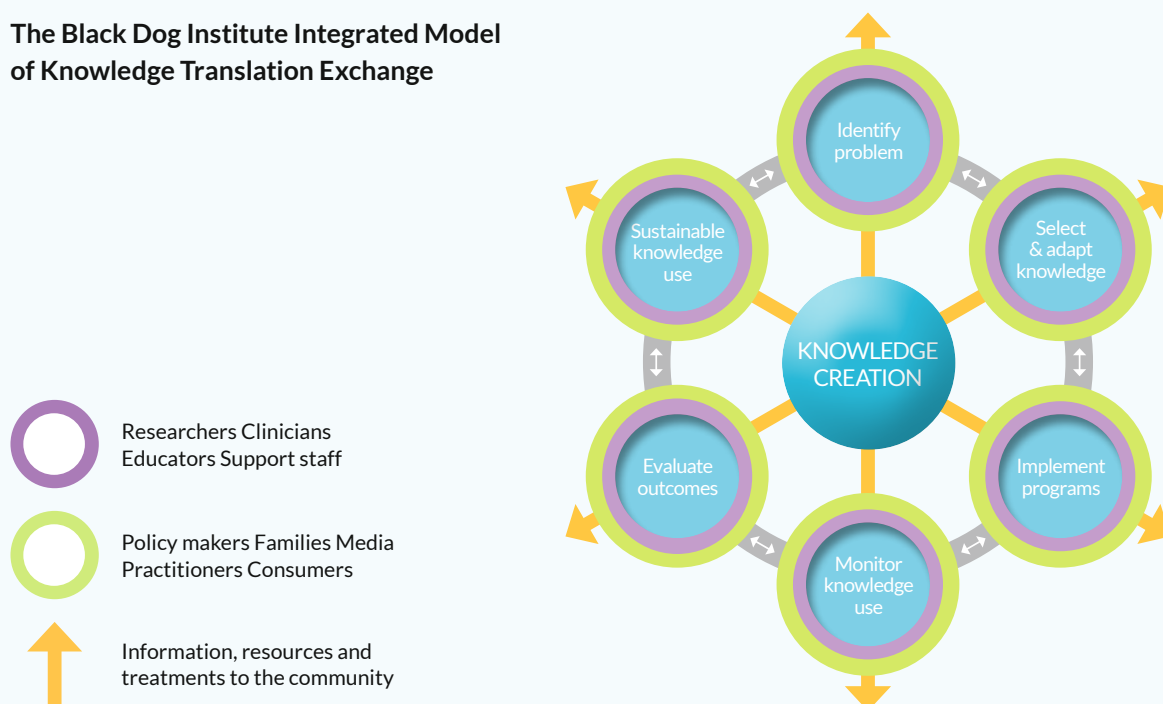 The Black Dog Institute Integrated Model
of Knowledge Translation Exchange
Identify
problem
Select
& adapt
knowledge
Sustainable
knowledge
use
KNOWLEDGE
CREATION
Evaluate
outcomes
Implement
programs
Monitor
knowledge
use
Researchers Clinicians
Educators Support staff
Policy makers Families Media
Practitioners Consumers
Information, resources and
treatments to the community